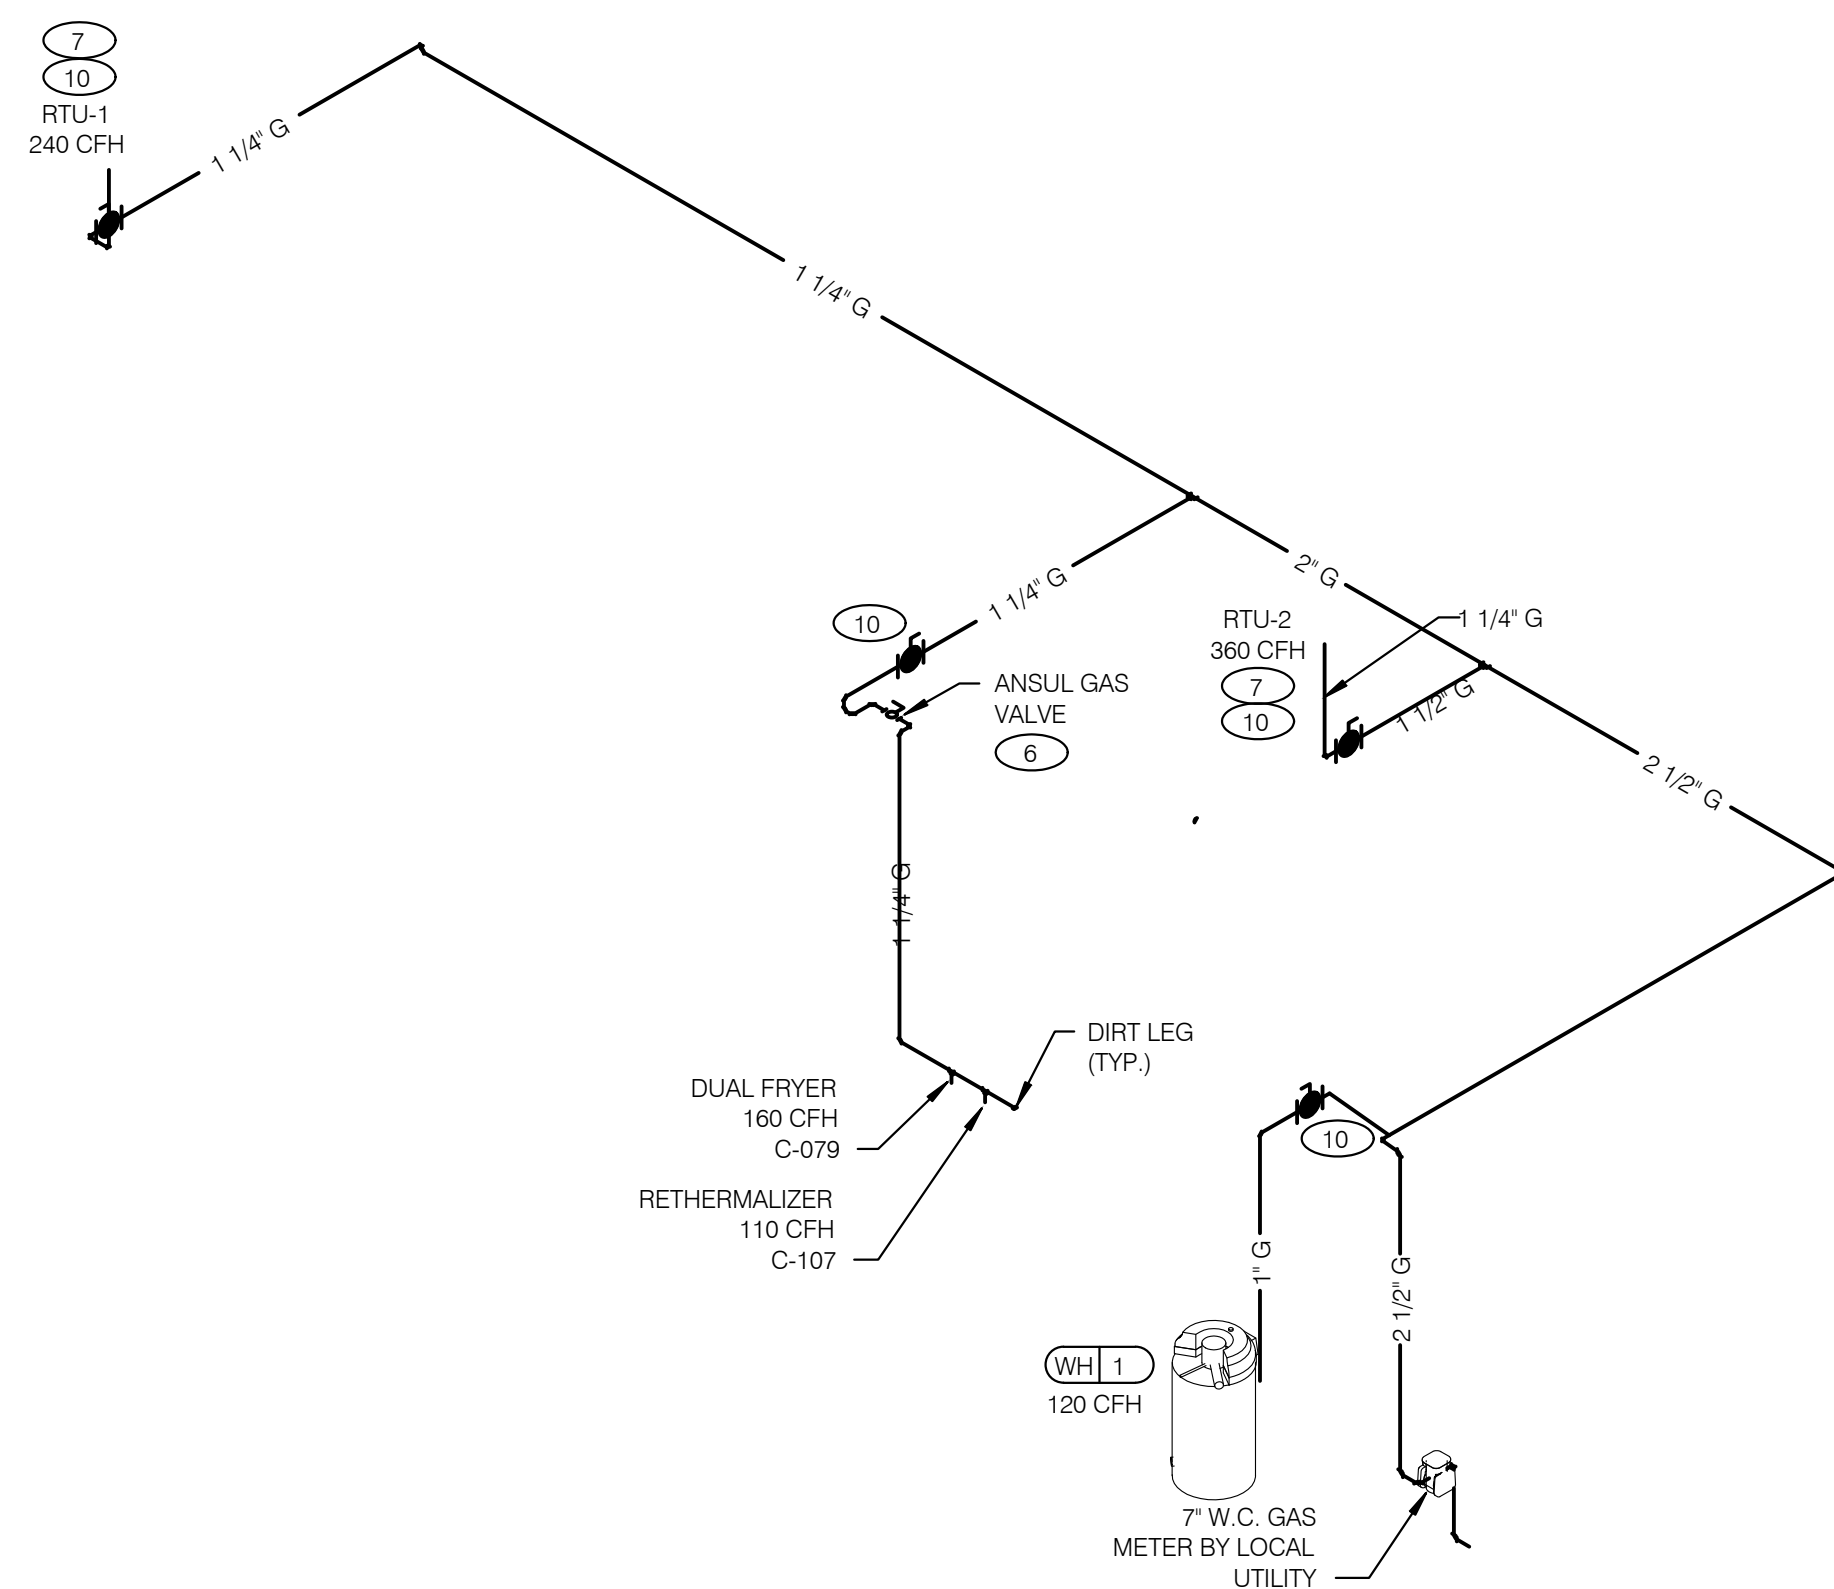 7
10
RTU-1
240 CFH
1 1/4" G
1 1/4" G
2" G
1 1/4" G
10
RTU-2
360 CFH
7
10
1 1/4" G
1 1/2" G
ANSUL GAS
VALVE
6
2 1/2" G
1 1/4" G
DIRT LEG
(TYP.)
DUAL FRYER
160 CFH
C-079
10
RETHERMALIZER
110 CFH
C-107
1" G
2 1/2" G
WH 1
120 CFH
7" W.C. GAS
METER BY LOCAL
UTILITY